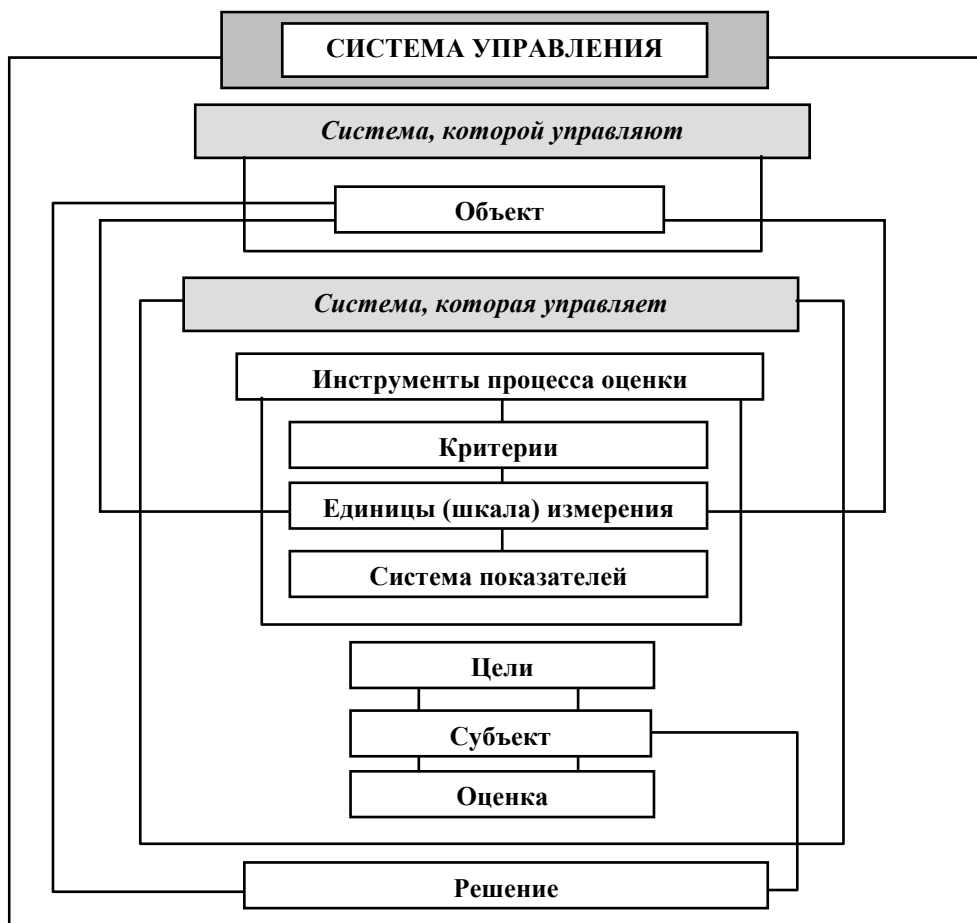 СИСТЕМА УПРАВЛЕНИЯ
Система, которой управляют
Объект
Система, которая управляет
Инструменты процесса оценки
Критерии
Единицы (шкала) измерения
Система показателей
Цели
Субъект
Оценка
Решение